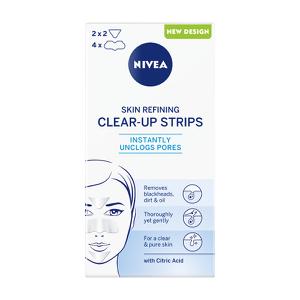 2 x 2
4 x
NEW DESIGN
NIVEA
SKIN REFINING
CLEAR-UP STRIPS
INSTANTLY
UNCLOGS PORES
Removes
blackheads,
dirt & oil
Thoroughly
yet gently
For a clear
& pure skin
with Citric Acid